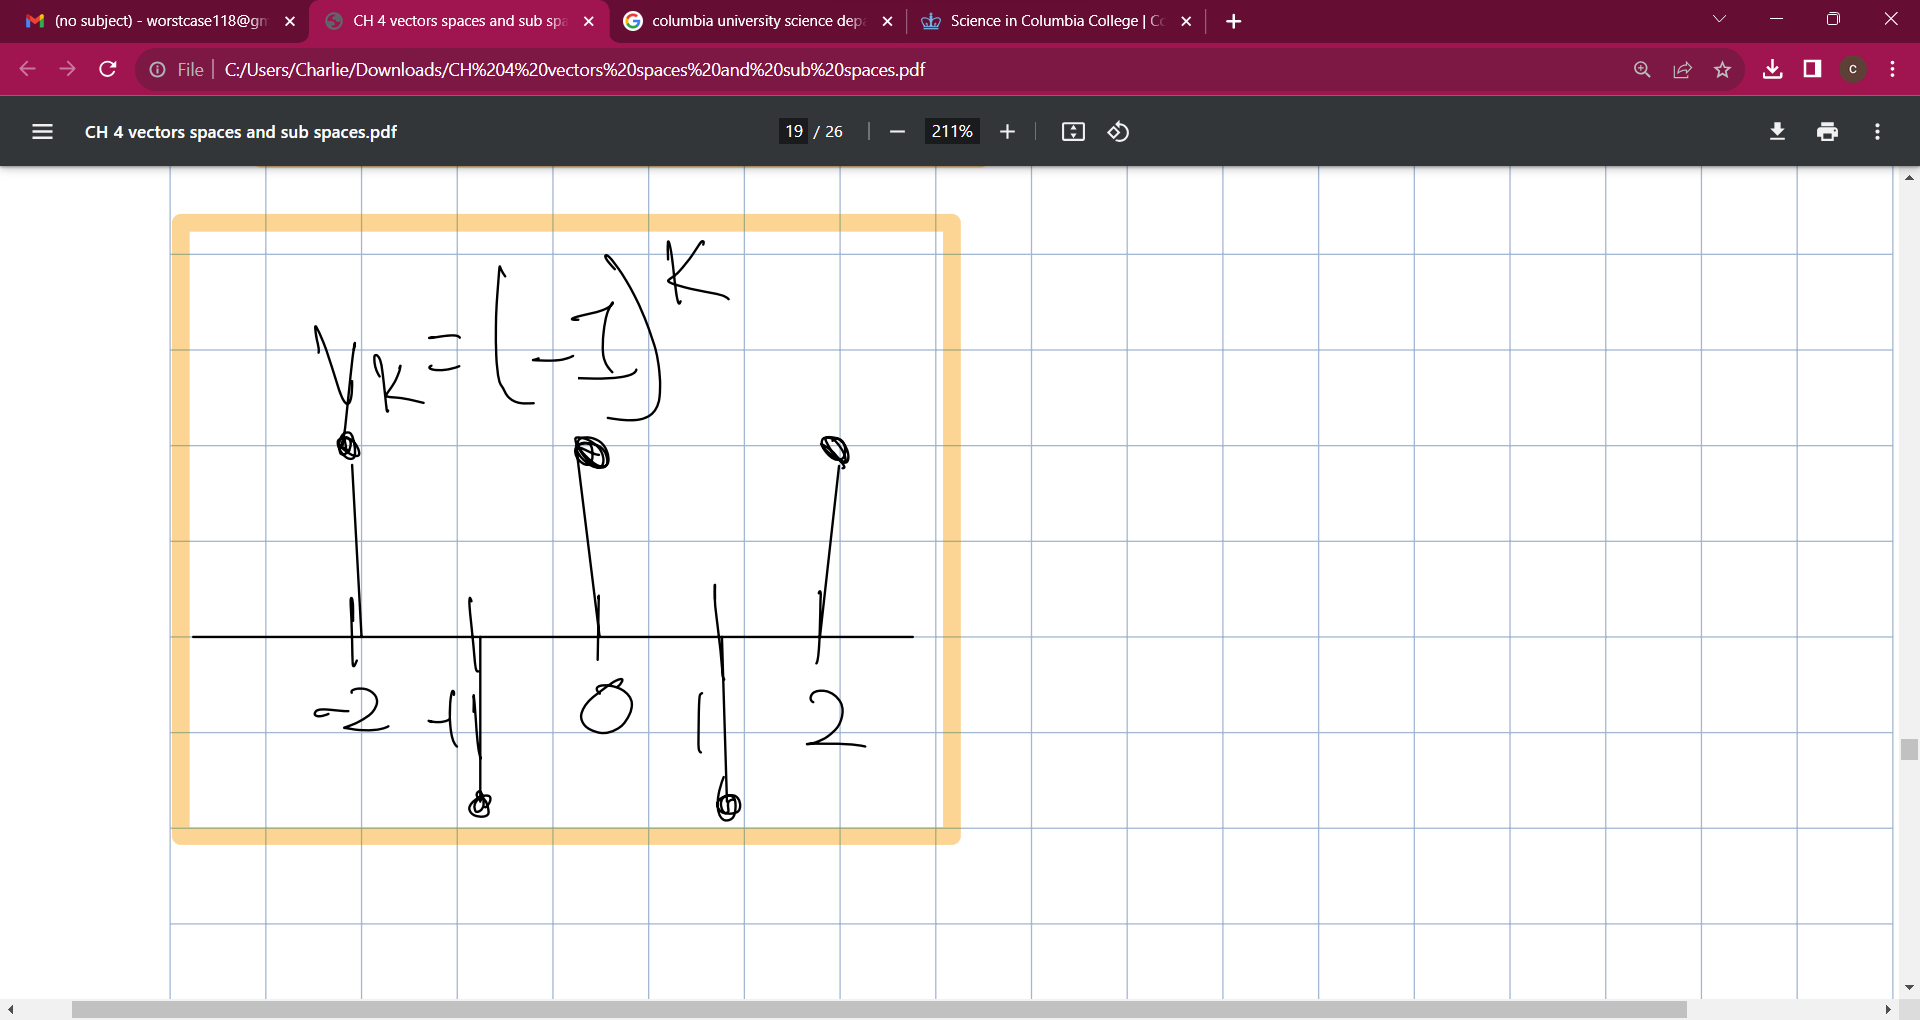 (no subject) - worstcase118@gm
CH 4 vectors spaces and sub spa
columbia university science depa
Science in Columbia College | Co
File
C:/Users/Charlie/Downloads/CH%204%20vectors%20spaces%20and%20sub%20spaces.pdf
c
CH 4 vectors spaces and sub spaces.pdf
19 / 26
211%
V_K = (-1)^K
-2 -1 0 1 2